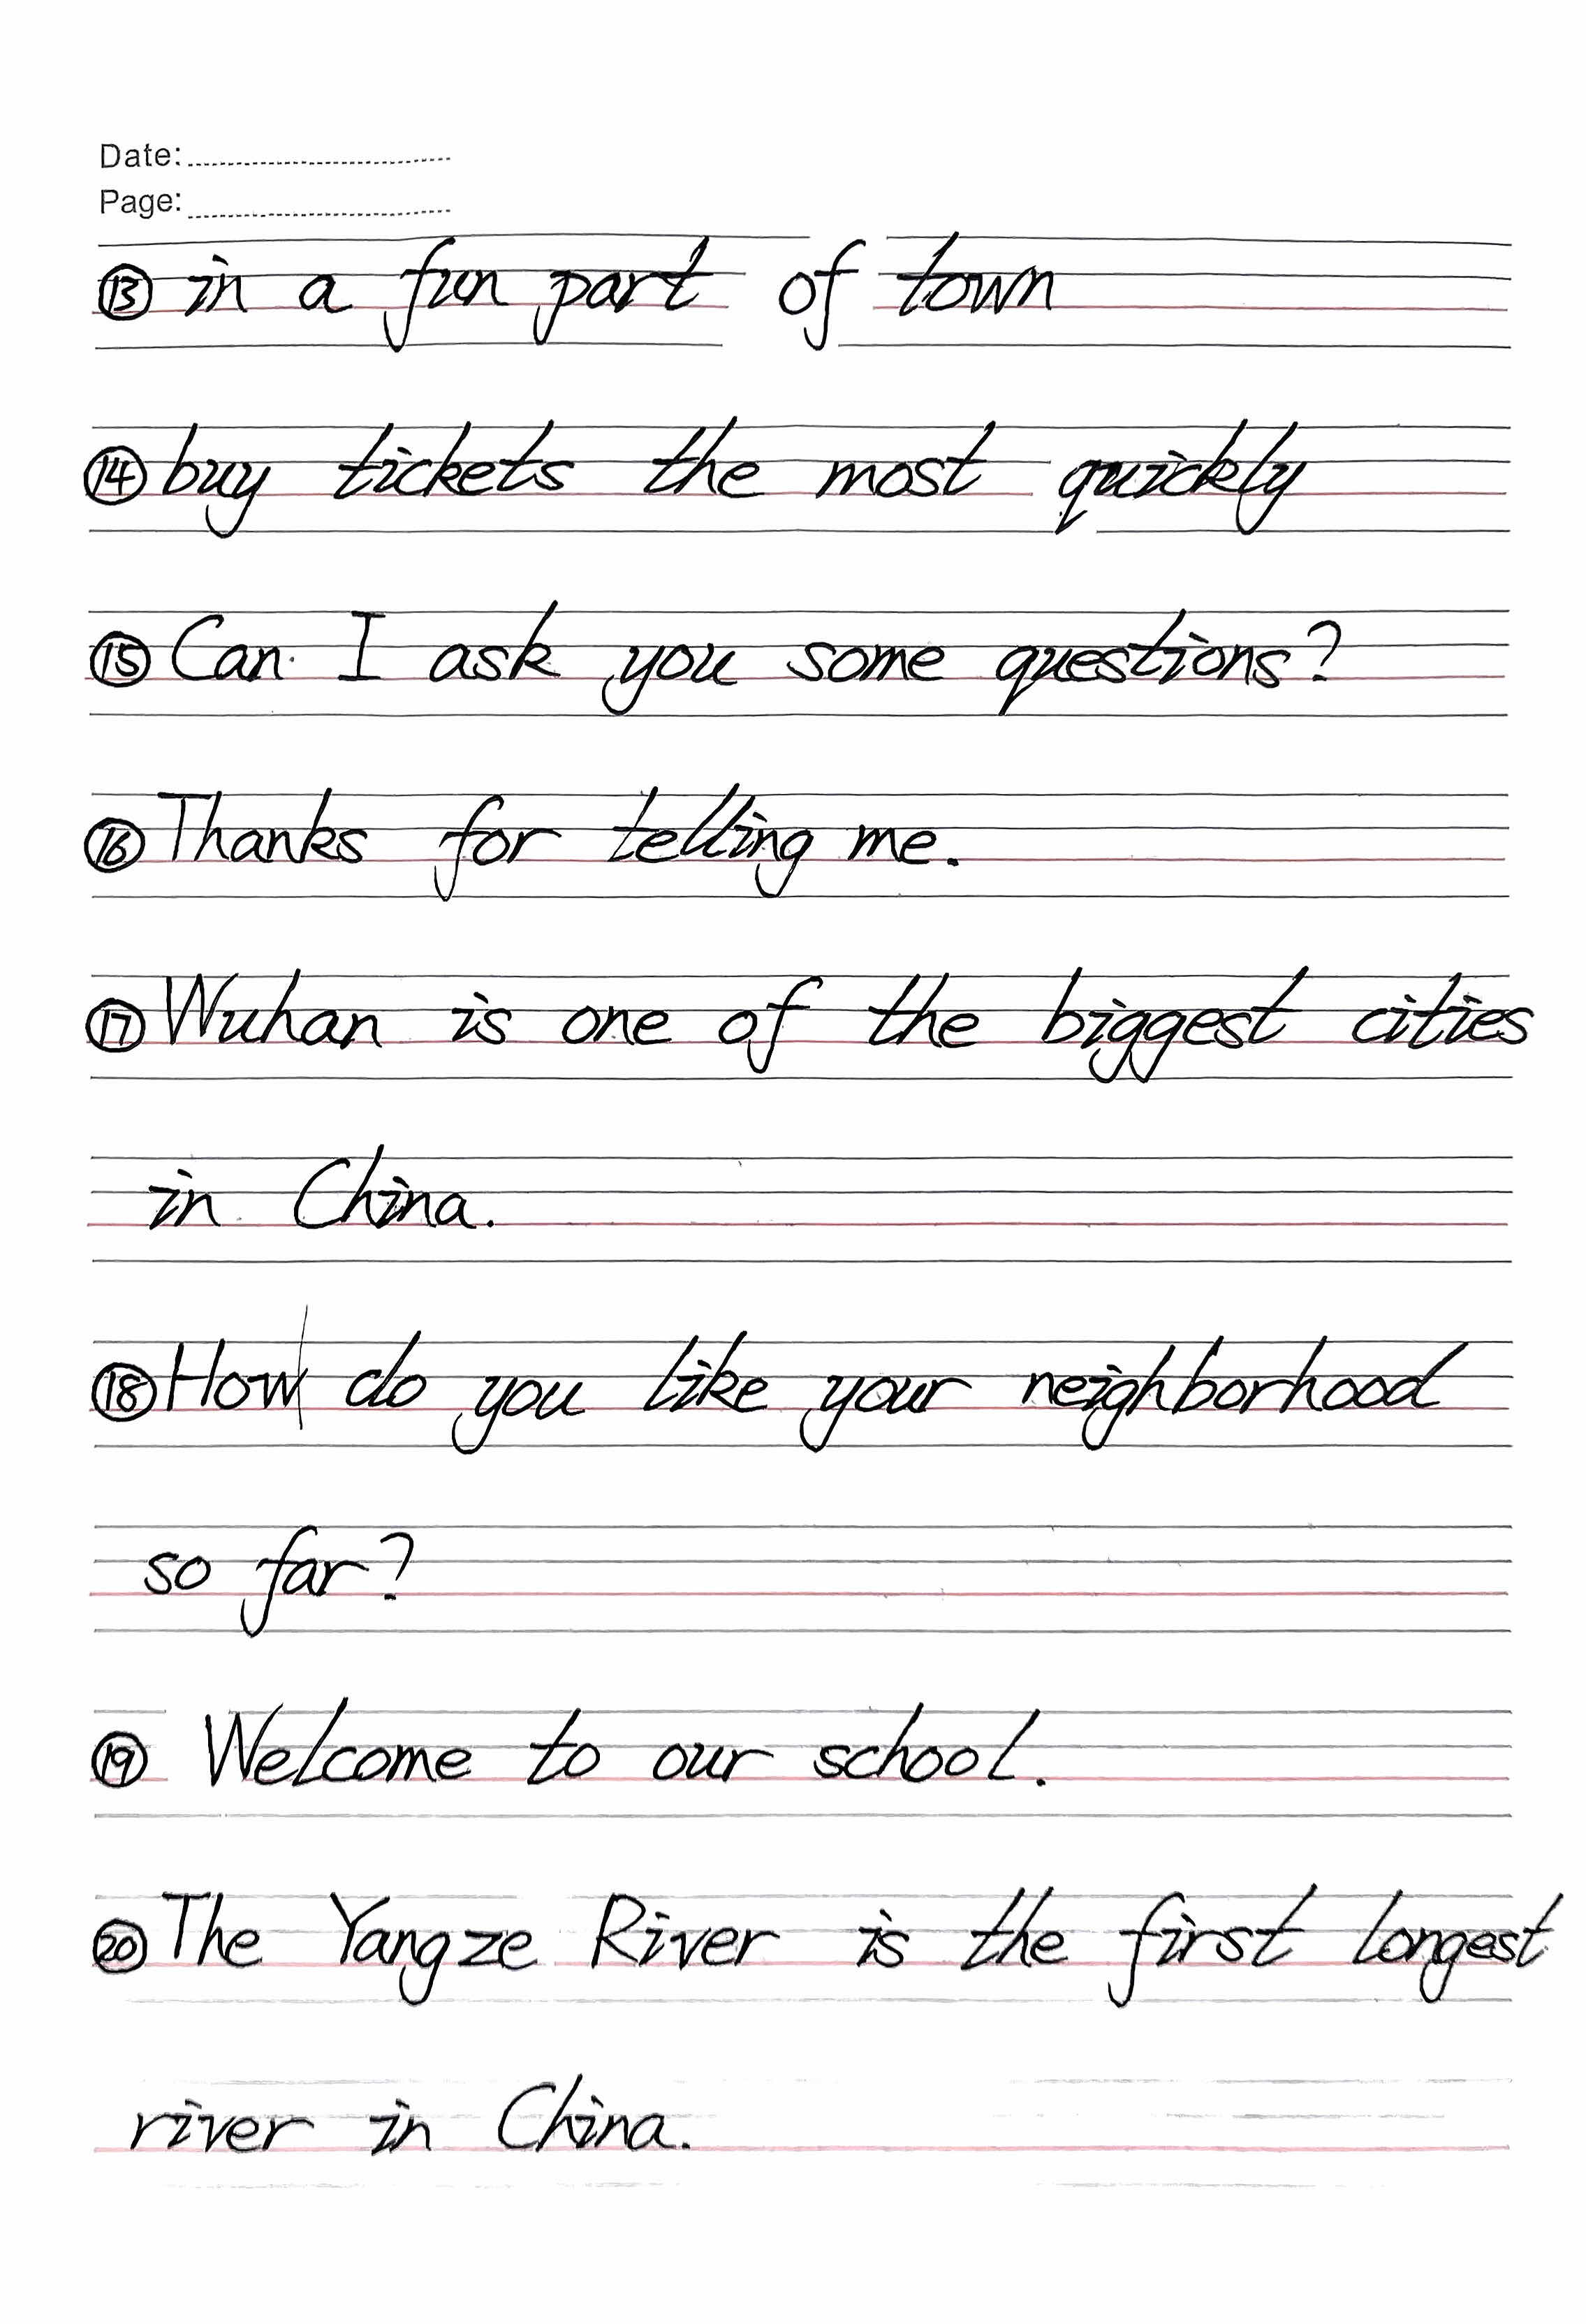 Date:
Page:
⑬ in a fun part of town
⑭ buy tickets the most quickly
⑮ Can I ask you some questions?
⑯ Thanks for telling me.
⑰ Wuhan is one of the biggest cities
in China.
⑱ How do you like your neighborhood
so far?
⑲ Welcome to our school.
⑳ The Yangze River is the first longest
river in China.